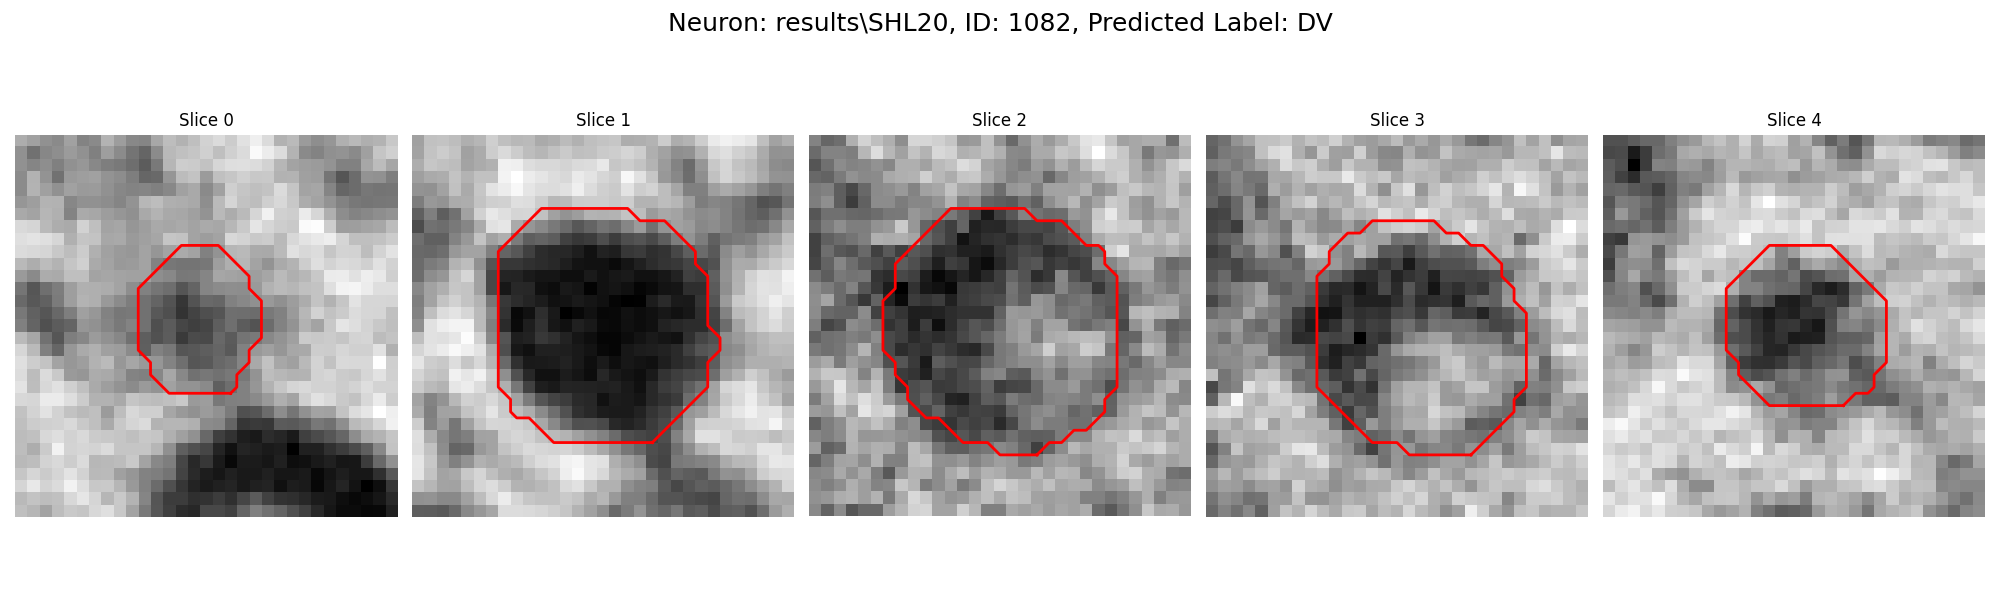 Neuron: results\SHL20, ID: 1082, Predicted Label: DV
Slice 0
Slice 1
Slice 2
Slice 3
Slice 4